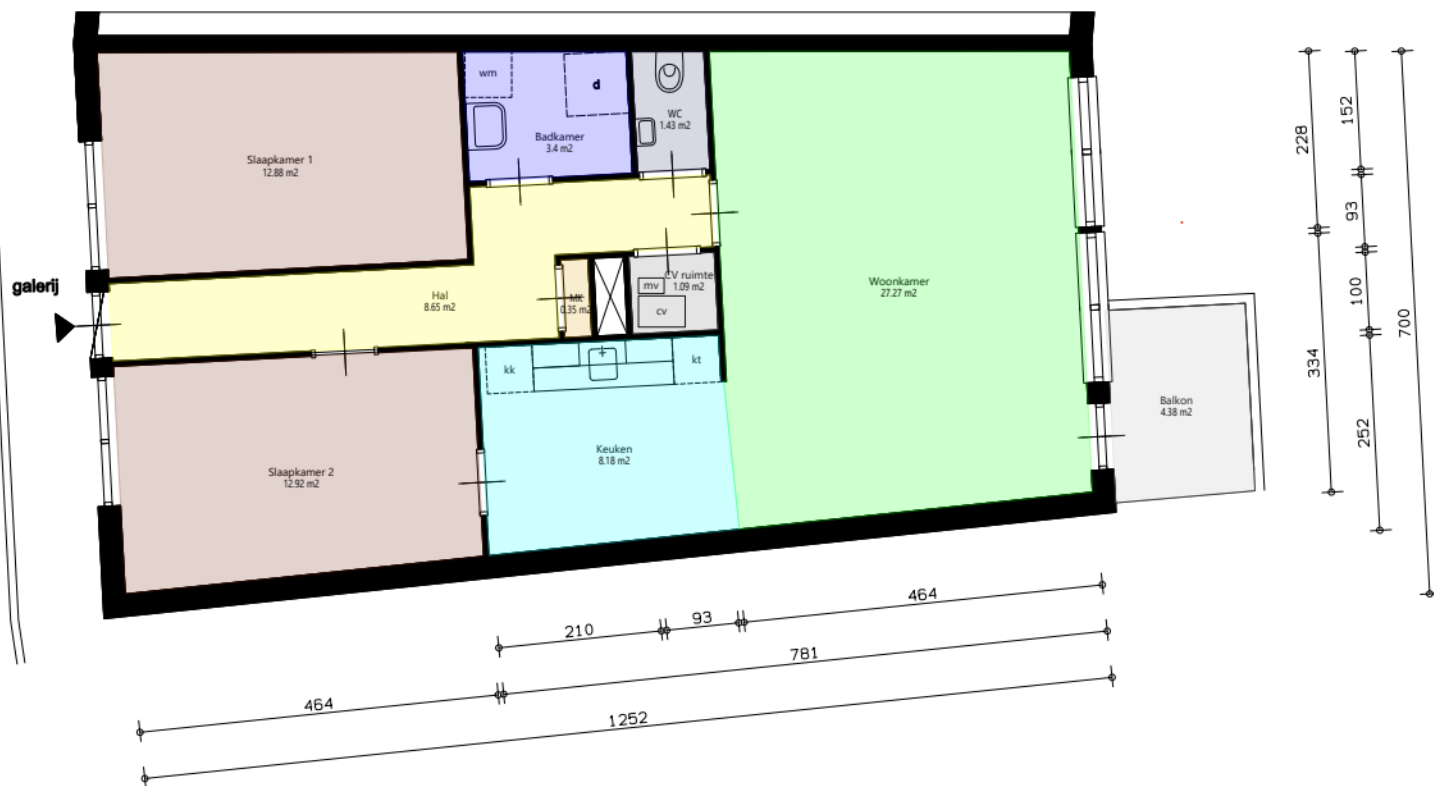 wm
d
Badkamer
3.4 m2
WC
1.43 m2
Slaapkamer 1
12.88 m2
galerij
Hal
8.65 m2
MK
0.35 m2
CV ruimte
1.09 m2
mv
cv
Woonkamer
27.27 m2
kk
kt
Keuken
8.18 m2
Slaapkamer 2
12.92 m2
Balkon
4.38 m2
228
334
152
93
100
252
700
210
93
464
464
781
1252